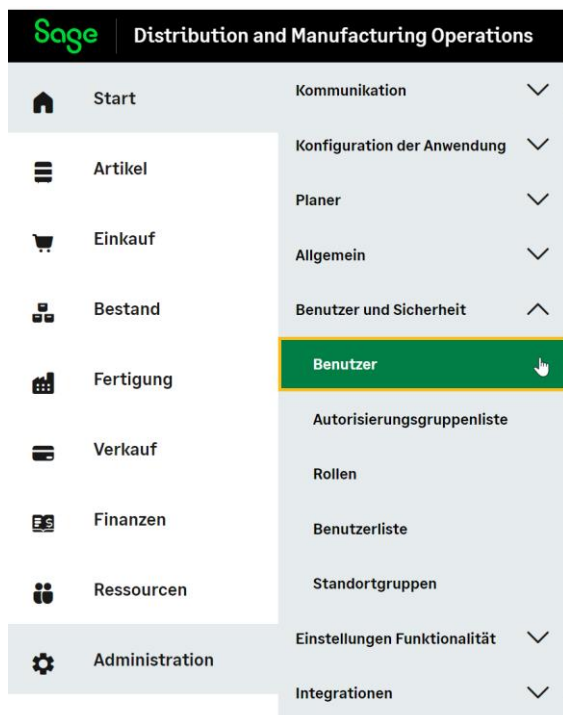 Sage Distribution and Manufacturing Operations
Start
Artikel
Einkauf
Bestand
Fertigung
Verkauf
Finanzen
Ressourcen
Administration
Kommunikation
Konfiguration der Anwendung
Planer
Allgemein
Benutzer und Sicherheit
Benutzer
Autorisierungsgruppenliste
Rollen
Benutzerliste
Standortgruppen
Einstellungen Funktionalität
Integrationen